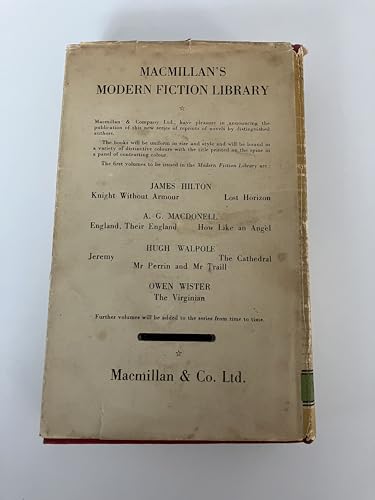 MACMILLAN'S
MODERN FICTION LIBRARY
Macmillan & Company Ltd., have pleasure in announcing the
publication of this new series of reprints of novels by distinguished
authors.
The books will be uniform in size and style and will be bound in
a variety of distinctive colours with the title printed on the spine in
a panel of contrasting colour.
The first volumes to be issued in the Modern Fiction Library are:
JAMES HILTON
Knight Without Armour Lost Horizon
A. G. MACDONELL
England, Their England How Like an Angel
HUGH WALPOLE
Jeremy The Cathedral
Mr Perrin and Mr Traill
OWEN WISTER
The Virginian
Further volumes will be added to the series from time to time.
Macmillan & Co. Ltd.